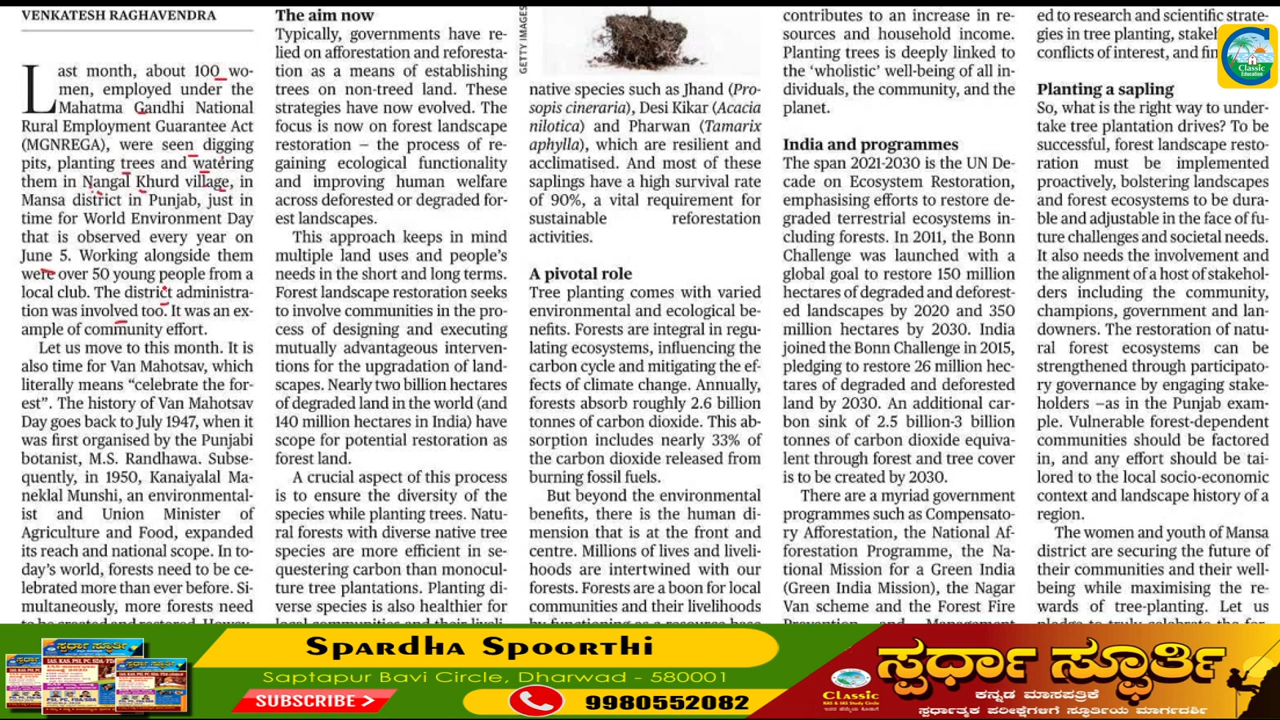 VENKATESH RAGHAVENDRA
Last month, about 100 wo-
men, employed under the
Mahatma Gandhi National
Rural Employment Guarantee Act
(MGNREGA), were seen digging
pits, planting trees and watering
them in Nangal Khurd village, in
Mansa district in Punjab, just in
time for World Environment Day
that is observed every year on
June 5. Working alongside them
were over 50 young people from a
local club. The district administra-
tion was involved too. It was an ex-
ample of community effort.
Let us move to this month. It is
also time for Van Mahotsav, which
literally means “celebrate the for-
est”. The history of Van Mahotsav
Day goes back to July 1947, when it
was first organised by the Punjabi
botanist, M.S. Randhawa. Subse-
quently, in 1950, Kanaiyalal Ma-
neklal Munshi, an environmental-
ist and Union Minister of
Agriculture and Food, expanded
its reach and national scope. In to-
day’s world, forests need to be ce-
lebrated more than ever before. Si-
multaneously, more forests need
to be created and restored. Howev-
The aim now
Typically, governments have re-
lied on afforestation and reforesta-
tion as a means of establishing
trees on non-treed land. These
strategies have now evolved. The
focus is now on forest landscape
restoration – the process of re-
gaining ecological functionality
and improving human welfare
across deforested or degraded for-
est landscapes.
This approach keeps in mind
multiple land uses and people’s
needs in the short and long terms.
Forest landscape restoration seeks
to involve communities in the pro-
cess of designing and executing
mutually advantageous interven-
tions for the upgradation of land-
scapes. Nearly two billion hectares
of degraded land in the world (and
140 million hectares in India) have
scope for potential restoration as
forest land.
A crucial aspect of this process
is to ensure the diversity of the
species while planting trees. Natu-
ral forests with diverse native tree
species are more efficient in se-
questering carbon than monocul-
ture tree plantations. Planting di-
verse species is also healthier for
local communities and their liveli-
GETTY IMAGES
native species such as Jhand (Pro-
sopis cineraria), Desi Kikar (Acacia
nilotica) and Pharwan (Tamarix
aphylla), which are resilient and
acclimatised. And most of these
saplings have a high survival rate
of 90%, a vital requirement for
sustainable reforestation
activities.
A pivotal role
Tree planting comes with varied
environmental and ecological be-
nefits. Forests are integral in regu-
lating ecosystems, influencing the
carbon cycle and mitigating the ef-
fects of climate change. Annually,
forests absorb roughly 2.6 billion
tonnes of carbon dioxide. This ab-
sorption includes nearly 33% of
the carbon dioxide released from
burning fossil fuels.
But beyond the environmental
benefits, there is the human di-
mension that is at the front and
centre. Millions of lives and liveli-
hoods are intertwined with our
forests. Forests are a boon for local
communities and their livelihoods
by functioning as a resource base
contributes to an increase in re-
sources and household income.
Planting trees is deeply linked to
the ‘wholistic’ well-being of all in-
dividuals, the community, and the
planet.
India and programmes
The span 2021-2030 is the UN De-
cade on Ecosystem Restoration,
emphasising efforts to restore de-
graded terrestrial ecosystems in-
cluding forests. In 2011, the Bonn
Challenge was launched with a
global goal to restore 150 million
hectares of degraded and deforest-
ed landscapes by 2020 and 350
million hectares by 2030. India
joined the Bonn Challenge in 2015,
pledging to restore 26 million hec-
tares of degraded and deforested
land by 2030. An additional car-
bon sink of 2.5 billion-3 billion
tonnes of carbon dioxide equiva-
lent through forest and tree cover
is to be created by 2030.
There are a myriad government
programmes such as Compensato-
ry Afforestation, the National Af-
forestation Programme, the Na-
tional Mission for a Green India
(Green India Mission), the Nagar
Van scheme and the Forest Fire
Prevention and Management
ed to research and scientific strate-
gies in tree planting,
conflicts of interest, and
Planting a sapling
So, what is the right way to under-
take tree plantation drives? To be
successful, forest landscape resto-
ration must be implemented
proactively, bolstering landscapes
and forest ecosystems to be dura-
ble and adjustable in the face of fu-
ture challenges and societal needs.
It also needs the involvement and
the alignment of a host of stakehol-
ders including the community,
champions, government and lan-
downers. The restoration of natu-
ral forest ecosystems can be
strengthened through participato-
ry governance by engaging stake-
holders –as in the Punjab exam-
ple. Vulnerable forest-dependent
communities should be factored
in, and any effort should be tai-
lored to the local socio-economic
context and landscape history of a
region.
The women and youth of Mansa
district are securing the future of
their communities and their well-
being while maximising the re-
wards of tree-planting. Let us
pledge to truly celebrate the for-
Classic
Education
SPARDHA SPOORTHI
Saptapur Bavi Circle, Dharwad - 580001
SUBSCRIBE >
9980552082
Classic
KAS & IAS Study Circle
ಸ್ಪರ್ಧಾ ಸ್ಫೂರ್ತಿ
ಕನ್ನಡ ಮಾಸಪತ್ರಿಕೆ
ಸ್ಪರ್ಧಾತ್ಮಕ ಪರೀಕ್ಷೆಗಳಿಗೆ ಸ್ಫೂರ್ತಿಯ ಮಾರ್ಗದರ್ಶಿ